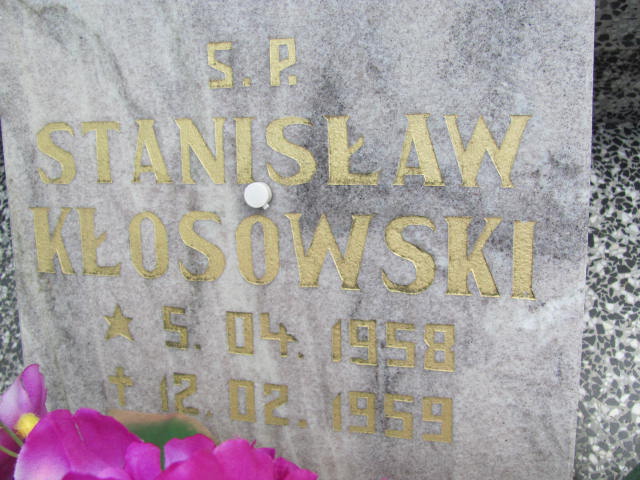 S.P.
STANISŁAW
KŁOSOWSKI
★ 5. 04. 1958
✝ 12. 02. 1959